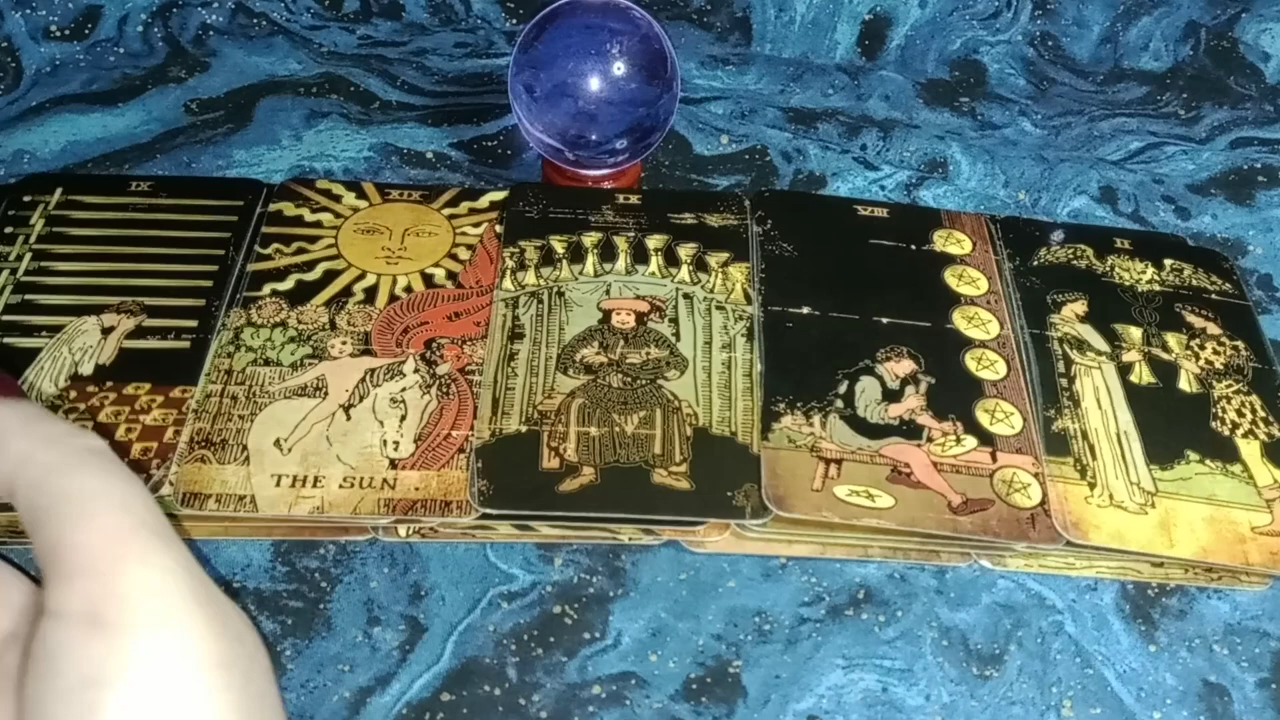 IX
XIX
IX
VIII
II
THE SUN.